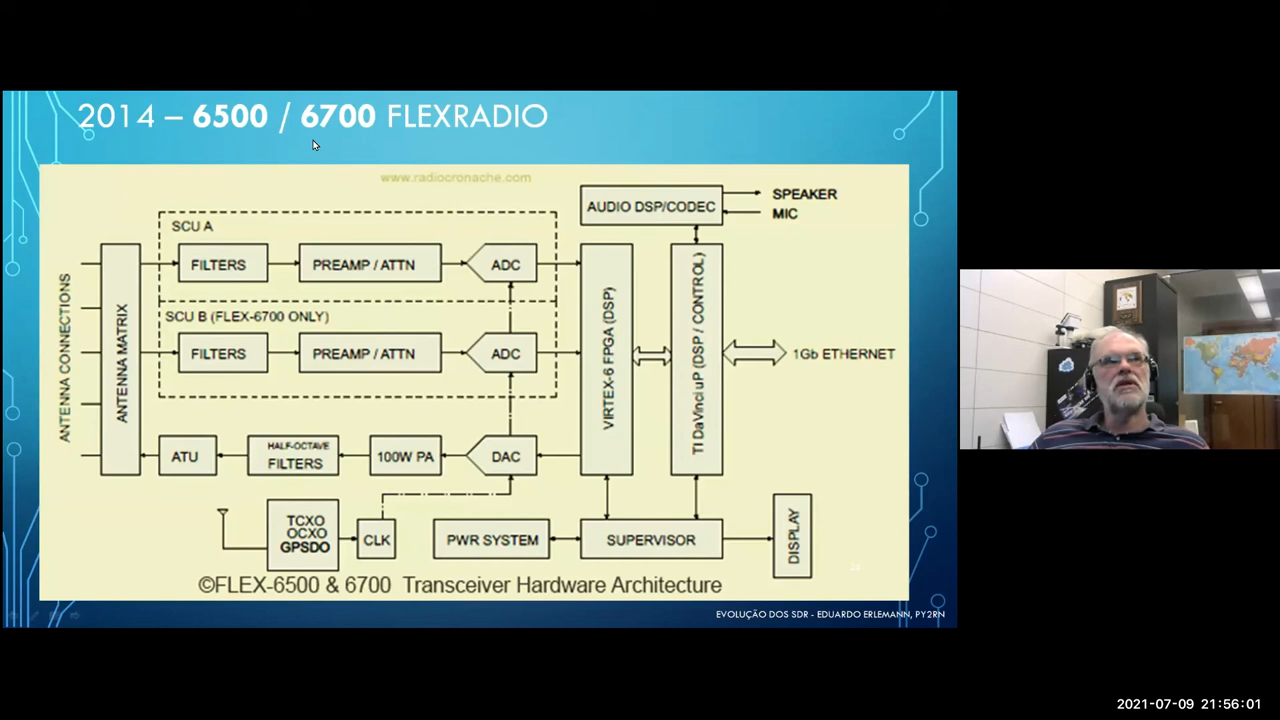 2014 – 6500 / 6700 FLEXRADIO
www.radiocronache.com
AUDIO DSP/CODEC
SPEAKER
MIC
SCU A
FILTERS
PREAMP / ATTN
ADC
SCU B (FLEX-6700 ONLY)
FILTERS
PREAMP / ATTN
ADC
ANTENNA CONNECTIONS
ANTENNA MATRIX
VIRTEX-6 FPGA (DSP)
TI DaVinci uP (DSP / CONTROL)
1Gb ETHERNET
ATU
HALF-OCTAVE
FILTERS
100W PA
DAC
TCXO
OCXO
GPSDO
CLK
PWR SYSTEM
SUPERVISOR
DISPLAY
©FLEX-6500 & 6700 Transceiver Hardware Architecture
EVOLUÇÃO DOS SDR - EDUARDO ERLEMANN, PY2RN
2021-07-09 21:56:01